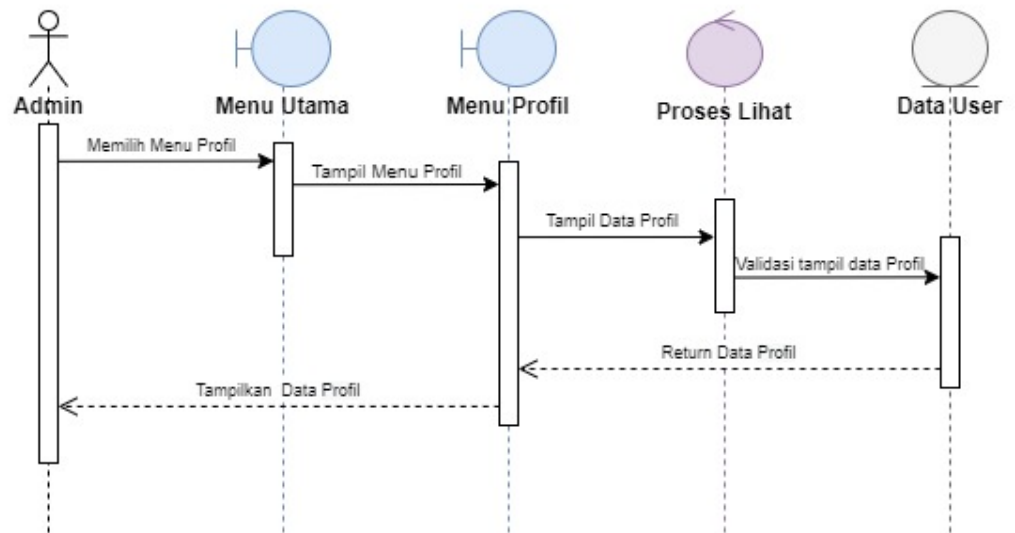 Admin
Menu Utama
Menu Profil
Proses Lihat
Data User
Memilih Menu Profil
Tampil Menu Profil
Tampil Data Profil
Validasi tampil data Profil
Return Data Profil
Tampilkan Data Profil